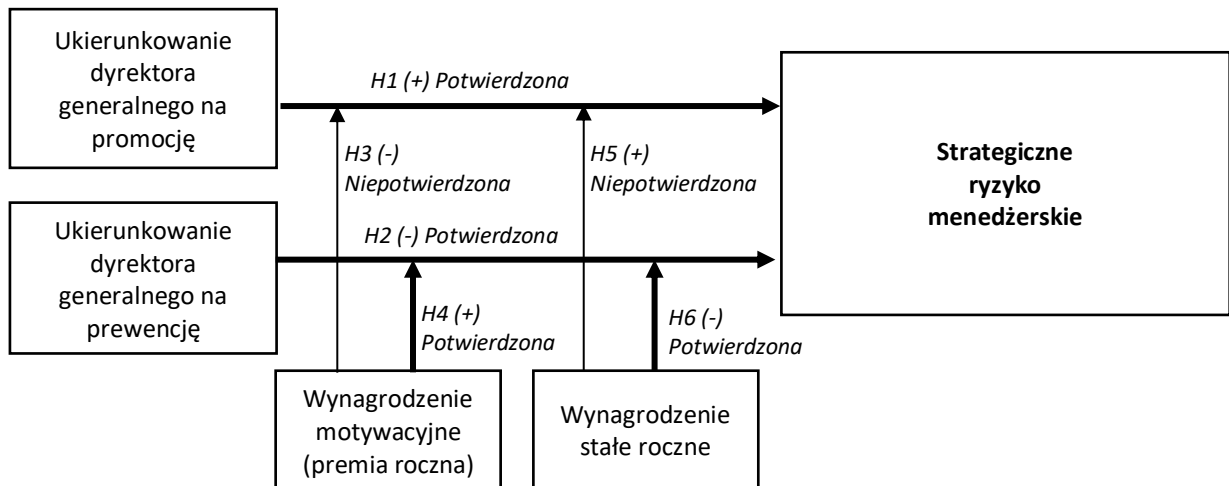 Ukierunkowanie
dyrektora
generalnego na
promocję
H1 (+) Potwierdzona
H3 (-)
Niepotwierdzona
H5 (+)
Niepotwierdzona
Strategiczne
ryzyko
menedżerskie
Ukierunkowanie
dyrektora
generalnego na
prewencję
H2 (-) Potwierdzona
H4 (+)
Potwierdzona
H6 (-)
Potwierdzona
Wynagrodzenie
motywacyjne
(premia roczna)
Wynagrodzenie
stałe roczne